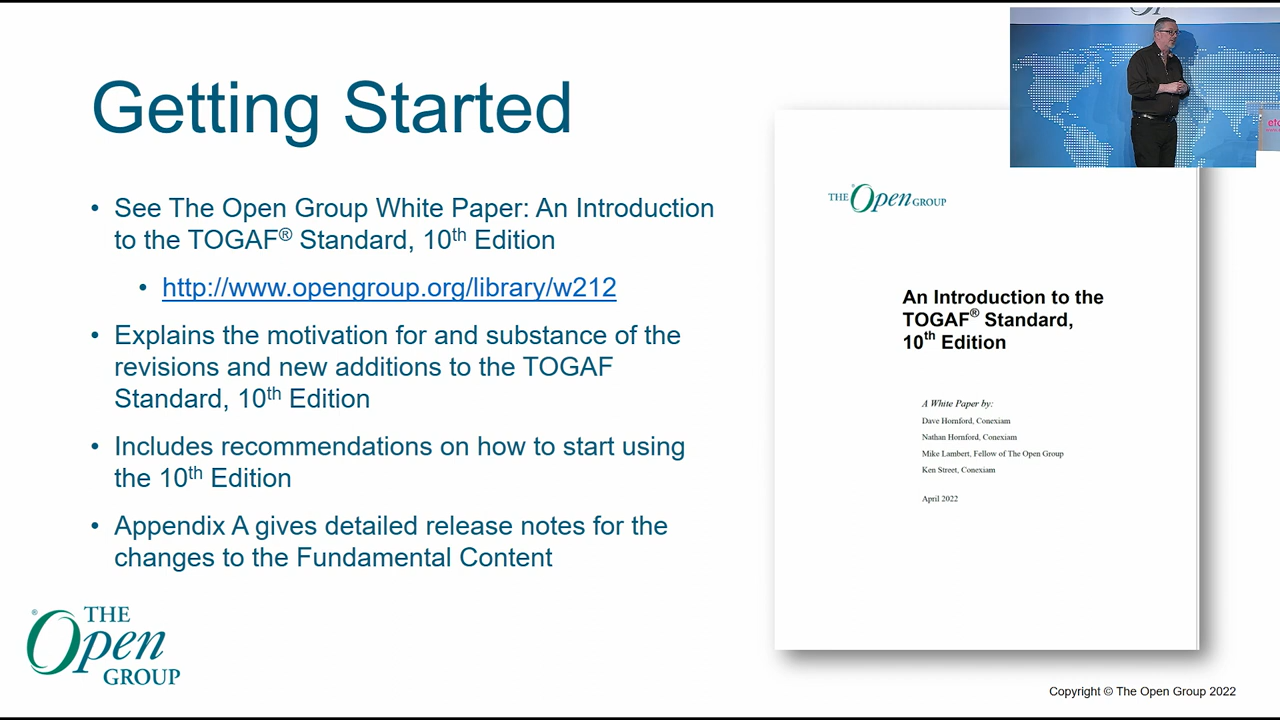 Getting Started
• See The Open Group White Paper: An Introduction
to the TOGAF® Standard, 10th Edition
• http://www.opengroup.org/library/w212
• Explains the motivation for and substance of the
revisions and new additions to the TOGAF
Standard, 10th Edition
• Includes recommendations on how to start using
the 10th Edition
• Appendix A gives detailed release notes for the
changes to the Fundamental Content
THE
Open
GROUP
®
THE Open GROUP
An Introduction to the
TOGAF® Standard,
10th Edition
A White Paper by:
Dave Hornford, Conexiam
Nathan Hornford, Conexiam
Mike Lambert, Fellow of The Open Group
Ken Street, Conexiam
April 2022
Copyright © The Open Group 2022